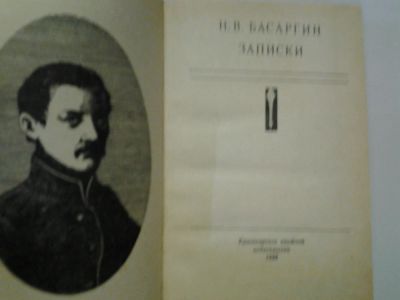 Н. В. БАСАРГИН
ЗАПИСКИ
Красноярское книжное
издательство